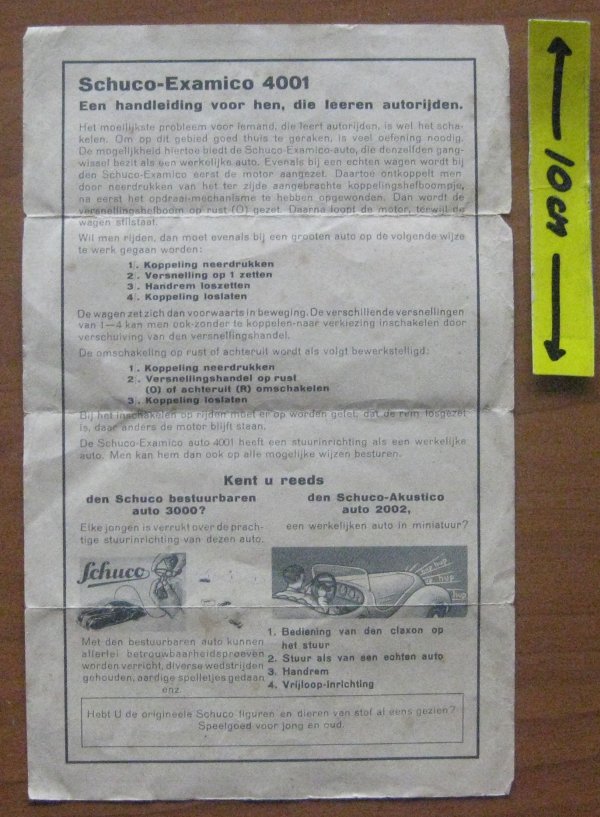 Schuco-Examico 4001
Een handleiding voor hen, die leeren autorijden.
Het moeilijkste probleem voor iemand, die leert autorijden, is wel het scha-
kelen. Om op dit gebied goed thuis te geraken, is veel oefening noodig.
De mogelijkheid hiertoe biedt de Schuco-Examico-auto, die denzelfden gang-
wissel bezit als een werkelijke auto. Evenals bij een echten wagen wordt bij
den Schuco-Examico eerst de motor aangezet. Daartoe ontkoppelt men
door neerdrukken van het ter zijde aangebrachte koppelingshefboompje,
na eerst het opdraai-mechanisme te hebben opgewonden. Dan wordt de
versnellingshefboom op rust (O) gezet. Daarna loopt de motor, terwijl de
wagen stilstaat.
Wil men rijden, dan moet evenals bij een grooten auto op de volgende wijze
te werk gegaan worden:
1. Koppeling neerdrukken
2. Versnelling op 1 zetten
3. Handrem loszetten
4. Koppeling loslaten
De wagen zet zich dan voorwaarts in beweging. De verschillende versnellingen
van 1—4 kan men ook-zonder te koppelen-naar verkiezing inschakelen door
verschuiving van den versnellingshandel.
De omschakeling op rust of achteruit wordt als volgt bewerkstelligd:
1. Koppeling neerdrukken
2. Versnellingshandel op rust
(O) of achteruit (R) omschakelen
3. Koppeling loslaten
Bij het inschakelen op rijden moet er op worden gelet, dat de rem losgezet
is, daar anders de motor blijft staan.
De Schuco-Examico auto 4001 heeft een stuurinrichting als een werkelijke
auto. Men kan hem dan ook op alle mogelijke wijzen besturen.
Kent u reeds
den Schuco bestuurbaren
auto 3000?
Elke jongen is verrukt over de prach-
tige stuurinrichting van dezen auto.
Schuco
Met den bestuurbaren auto kunnen
allerlei betrouwbaarheidsproeven
worden verricht, diverse wedstrijden
gehouden, aardige spelletjes gedaan
enz.
den Schuco-Akustico
auto 2002,
een werkelijken auto in miniatuur?
hup
hup
1. Bediening van den claxon op
het stuur
2. Stuur als van een echten auto
3. Handrem
4. Vrijloop-inrichting
Hebt U de origineele Schuco figuren en dieren van stof al eens gezien?
Speelgoed voor jong en oud.
10 cm